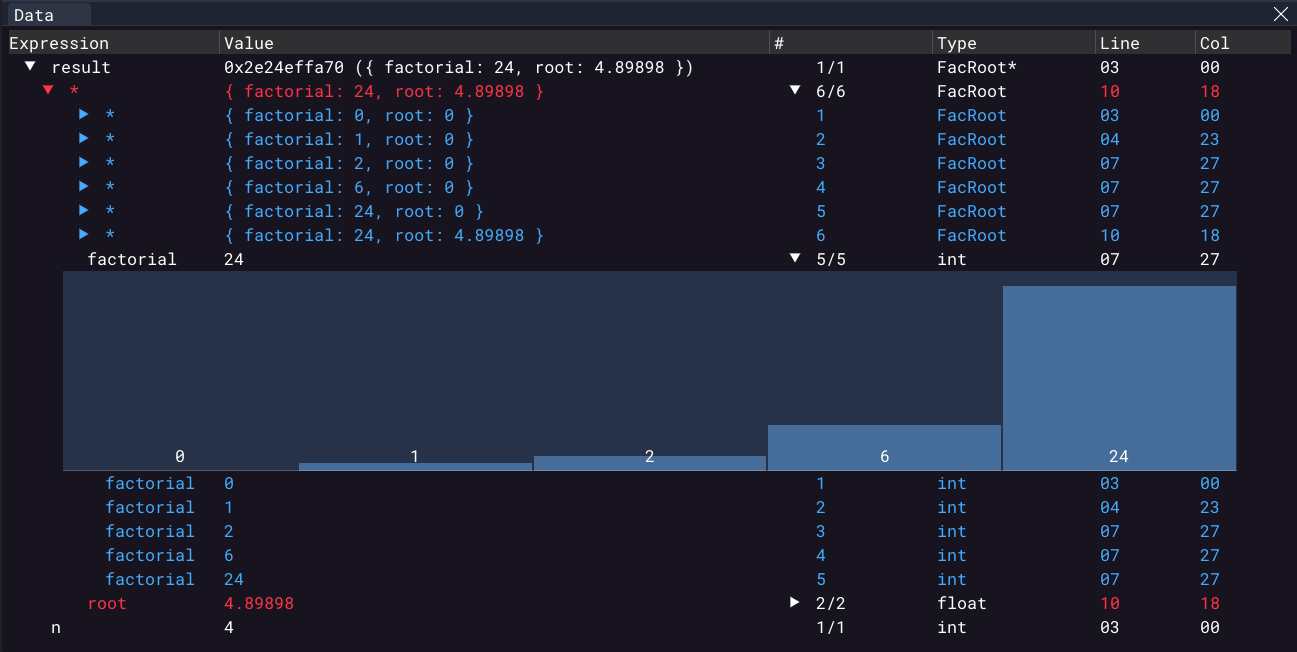 Data
Expression Value # Type Line Col
result 0x2e24effa70 ({ factorial: 24, root: 4.89898 }) 1/1 FacRoot* 03 00
* { factorial: 24, root: 4.89898 } 6/6 FacRoot 10 18
* { factorial: 0, root: 0 } 1 FacRoot 03 00
* { factorial: 1, root: 0 } 2 FacRoot 04 23
* { factorial: 2, root: 0 } 3 FacRoot 07 27
* { factorial: 6, root: 0 } 4 FacRoot 07 27
* { factorial: 24, root: 0 } 5 FacRoot 07 27
* { factorial: 24, root: 4.89898 } 6 FacRoot 10 18
factorial 24 5/5 int 07 27
0 1 2 6 24
factorial 0 1 int 03 00
factorial 1 2 int 04 23
factorial 2 3 int 07 27
factorial 6 4 int 07 27
factorial 24 5 int 07 27
root 4.89898 2/2 float 10 18
n 4 1/1 int 03 00